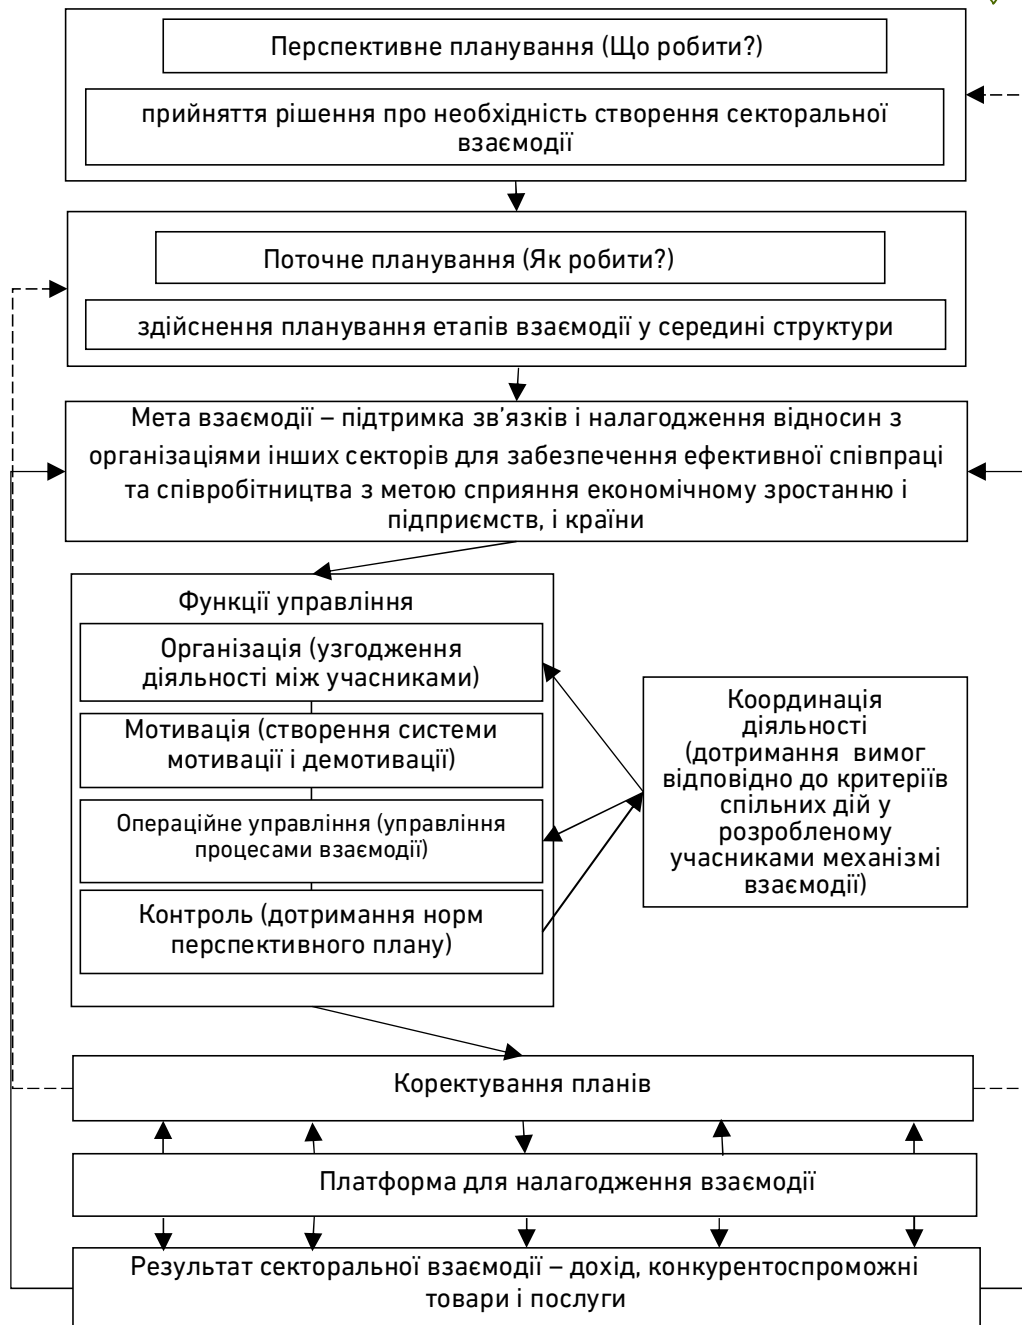 Перспективне планування (Що робити?)
прийняття рішення про необхідність створення секторальної
взаємодії
Поточне планування (Як робити?)
здійснення планування етапів взаємодії у середині структури
Мета взаємодії – підтримка зв’язків і налагодження відносин з
організаціями інших секторів для забезпечення ефективної співпраці
та співробітництва з метою сприяння економічному зростанню і
підприємств, і країни
Функції управління
Організація (узгодження
діяльності між учасниками)
Мотивація (створення системи
мотивації і демотивації)
Операційне управління (управління
процесами взаємодії)
Контроль (дотримання норм
перспективного плану)
Координація
діяльності
(дотримання вимог
відповідно до критеріїв
спільних дій у
розробленому
учасниками механізмі
взаємодії)
Коректування планів
Платформа для налагодження взаємодії
Результат секторальної взаємодії – дохід, конкурентоспроможні
товари і послуги